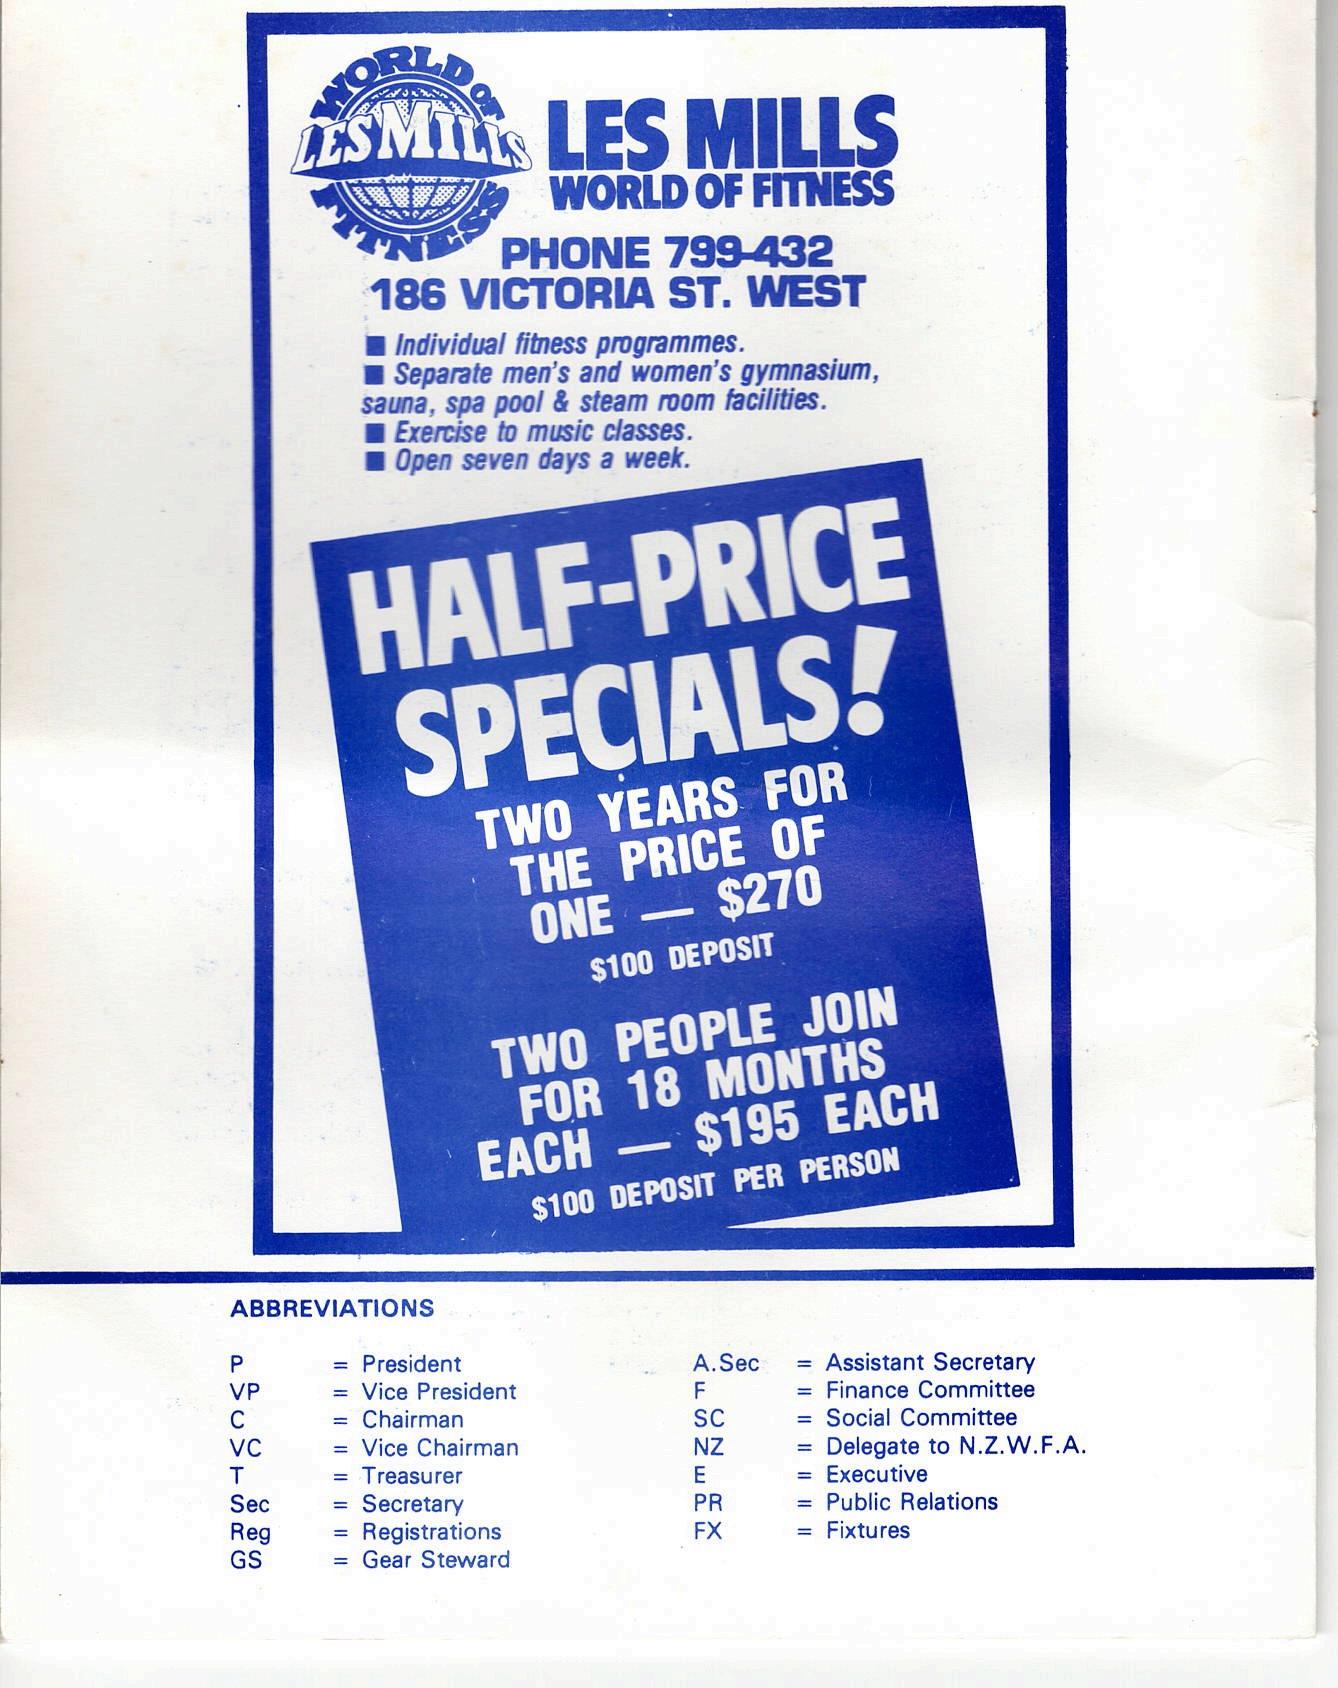 WORLD OF
LES MILLS
FITNESS
LES MILLS
WORLD OF FITNESS
PHONE 799-432
186 VICTORIA ST. WEST
■ Individual fitness programmes.
■ Separate men's and women's gymnasium,
sauna, spa pool & steam room facilities.
■ Exercise to music classes.
■ Open seven days a week.
HALF-PRICE
SPECIALS!
TWO YEARS FOR
THE PRICE OF
ONE — $270
$100 DEPOSIT
TWO PEOPLE JOIN
FOR 18 MONTHS
EACH — $195 EACH
$100 DEPOSIT PER PERSON
ABBREVIATIONS
P = President
VP = Vice President
C = Chairman
VC = Vice Chairman
T = Treasurer
Sec = Secretary
Reg = Registrations
GS = Gear Steward
A.Sec = Assistant Secretary
F = Finance Committee
SC = Social Committee
NZ = Delegate to N.Z.W.F.A.
E = Executive
PR = Public Relations
FX = Fixtures